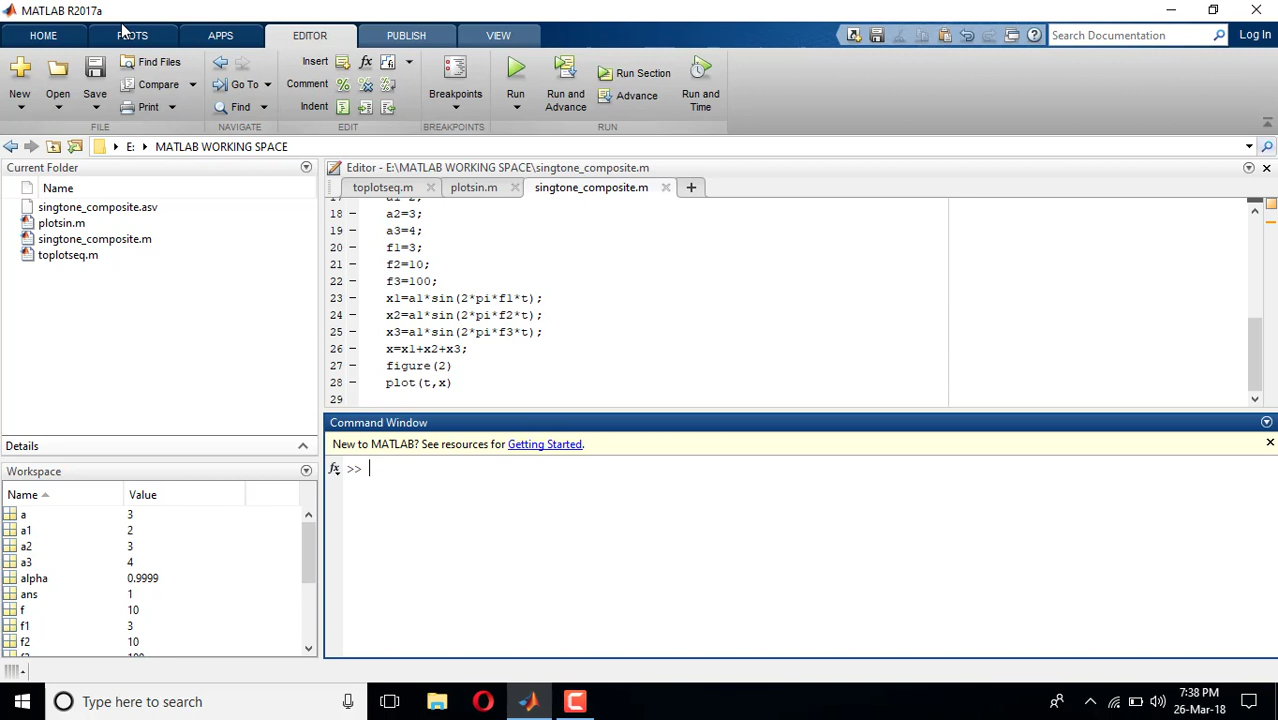 MATLAB R2017a
HOME PLOTS APPS EDITOR PUBLISH VIEW Search Documentation Log In
New Open Save Find Files Compare Print Go To Find Insert Comment Indent fx Breakpoints Run Run and Advance Run Section Advance Run and Time
FILE NAVIGATE EDIT BREAKPOINTS RUN
E: MATLAB WORKING SPACE
Current Folder
Name
singtone_composite.asv
plotsin.m
singtone_composite.m
toplotseq.m
Details
Workspace
Name Value
a 3
a1 2
a2 3
a3 4
alpha 0.9999
ans 1
f 10
f1 3
f2 10
Editor - E:\MATLAB WORKING SPACE\singtone_composite.m
toplotseq.m plotsin.m singtone_composite.m
17 a1=2;
18 a2=3;
19 a3=4;
20 f1=3;
21 f2=10;
22 f3=100;
23 x1=a1*sin(2*pi*f1*t);
24 x2=a1*sin(2*pi*f2*t);
25 x3=a1*sin(2*pi*f3*t);
26 x=x1+x2+x3;
27 figure(2)
28 plot(t,x)
29
Command Window
New to MATLAB? See resources for Getting Started.
fx >>
Type here to search
7:38 PM
26-Mar-18